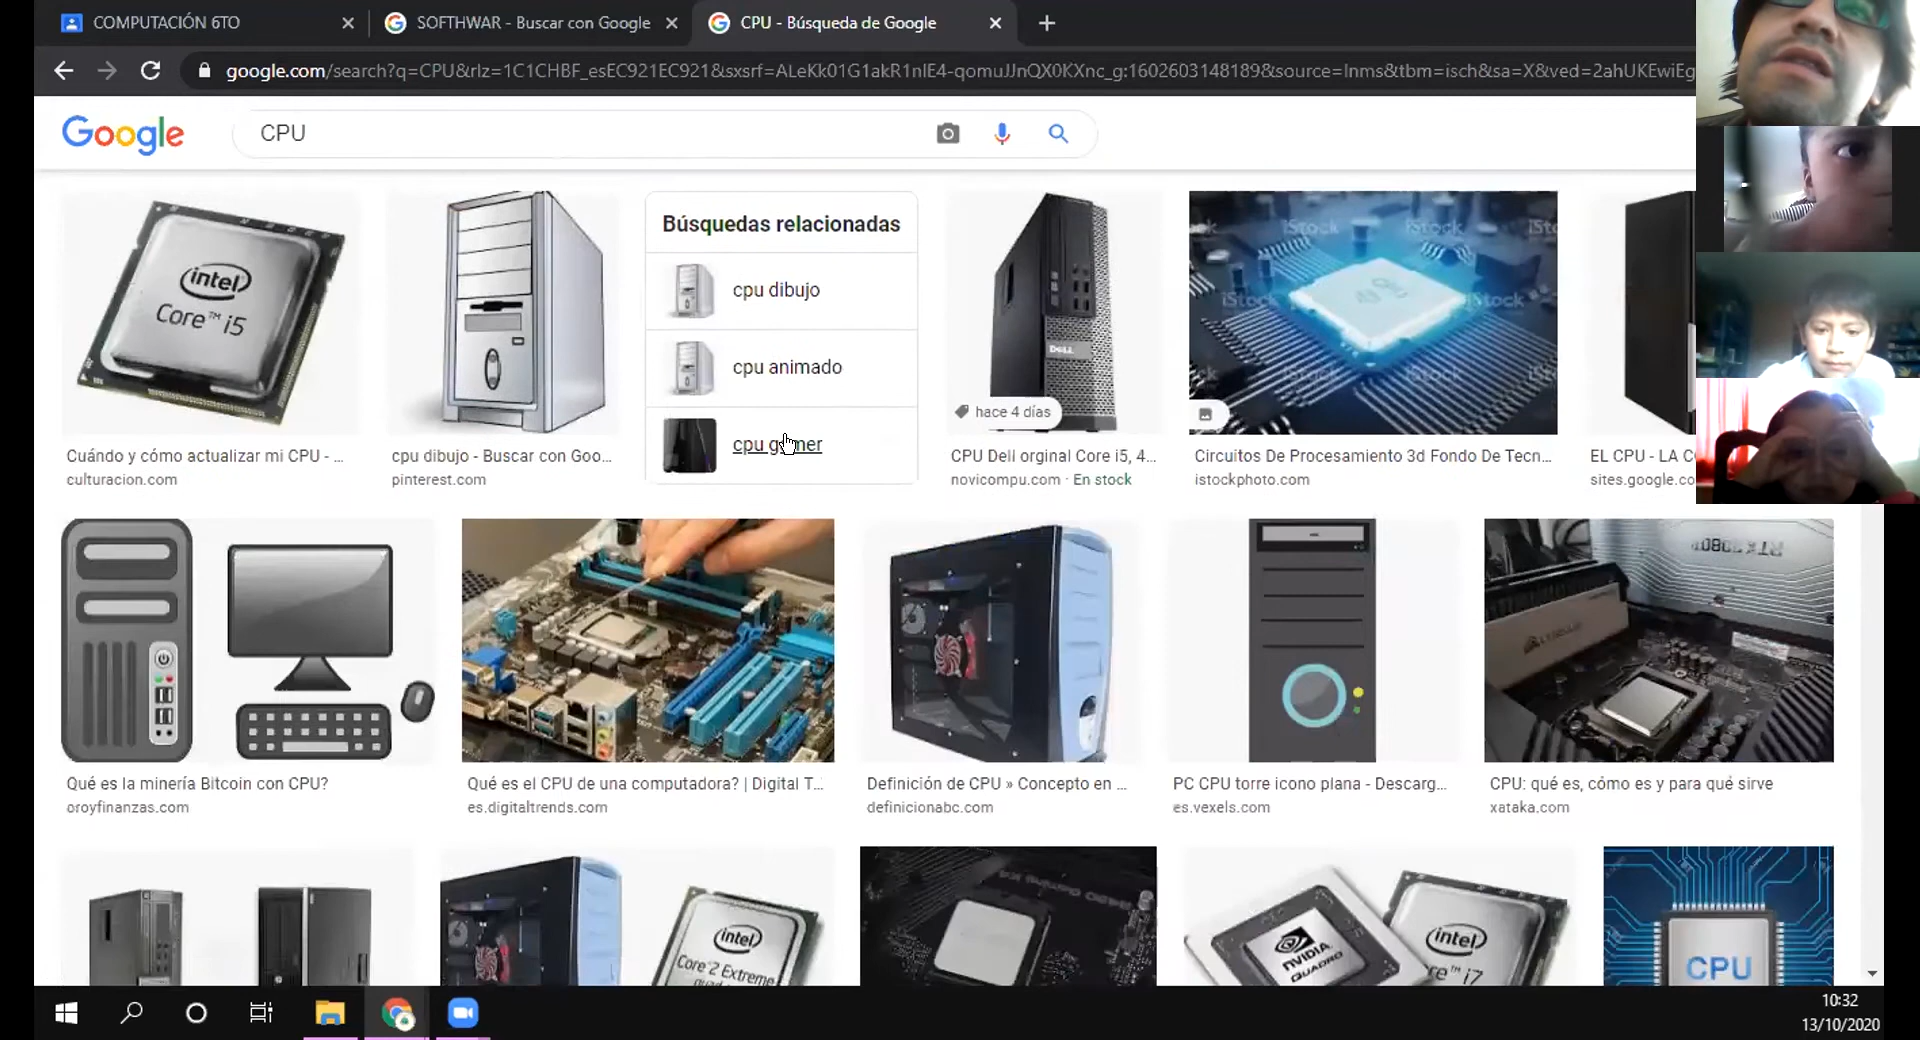 COMPUTACIÓN 6TO
SOFTHWAR - Buscar con Google
CPU - Búsqueda de Google
google.com/search?q=CPU&rlz=1C1CHBF_esEC921EC921&sxsrf=ALeKk01G1akR1nlE4-qomuJJnQX0KXnc_g:1602603148189&source=lnms&tbm=isch&sa=X&ved=2ahUKEwiEg
Google
CPU
intel
Core™ i5
Búsquedas relacionadas
cpu dibujo
cpu animado
cpu gamer
DELL
hace 4 días
iStock
iStock
iStock
iStock
Cuándo y cómo actualizar mi CPU - ...
culturacion.com
cpu dibujo - Buscar con Goo...
pinterest.com
CPU Dell orginal Core i5, 4...
novicompu.com · En stock
Circuitos De Procesamiento 3d Fondo De Tecn...
istockphoto.com
EL CPU - LA C
sites.google.co
Qué es la minería Bitcoin con CPU?
oroyfinanzas.com
Qué es el CPU de una computadora? | Digital T...
es.digitaltrends.com
Definición de CPU » Concepto en ...
definicionabc.com
PC CPU torre icono plana - Descarg...
es.vexels.com
CPU: qué es, cómo es y para qué sirve
xataka.com
intel
Core 2 Extreme
NVIDIA
QUADRO
intel
CPU
10:32
13/10/2020